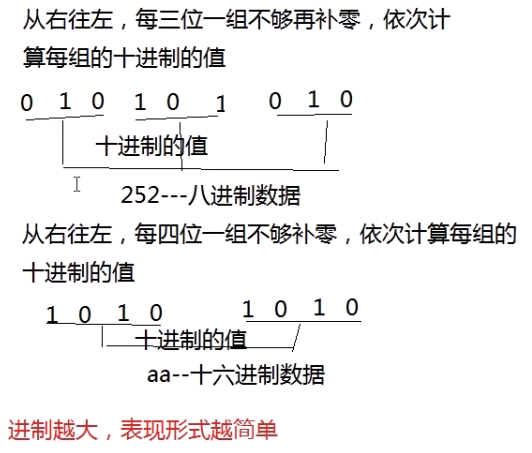 从右往左，每三位一组不够再补零，依次计
算每组的十进制的值
0 1 0 1 0 1 0 1 0
十进制的值
252---八进制数据
从右往左，每四位一组不够补零，依次计算每组的
十进制的值
1 0 1 0 1 0 1 0
十进制的值
aa--十六进制数据
进制越大，表现形式越简单